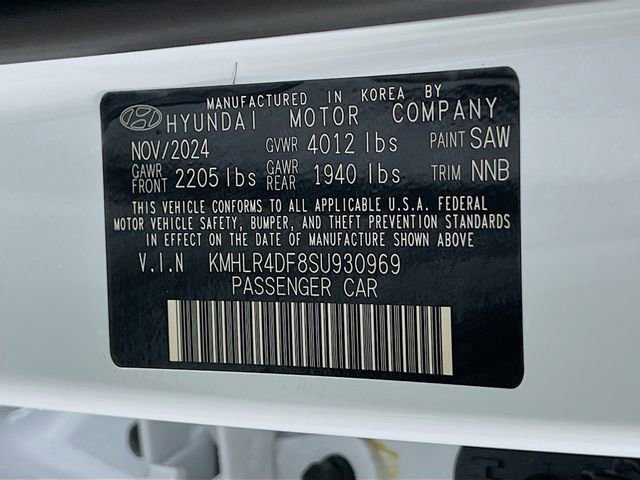 MANUFACTURED IN KOREA BY
HYUNDAI MOTOR COMPANY
NOV/2024 GVWR 4012 lbs PAINT SAW
GAWR FRONT 2205 lbs GAWR REAR 1940 lbs TRIM NNB
THIS VEHICLE CONFORMS TO ALL APPLICABLE U.S.A. FEDERAL
MOTOR VEHICLE SAFETY, BUMPER, AND THEFT PREVENTION STANDARDS
IN EFFECT ON THE DATE OF MANUFACTURE SHOWN ABOVE
V.I.N KMHLR4DF8SU930969
PASSENGER CAR